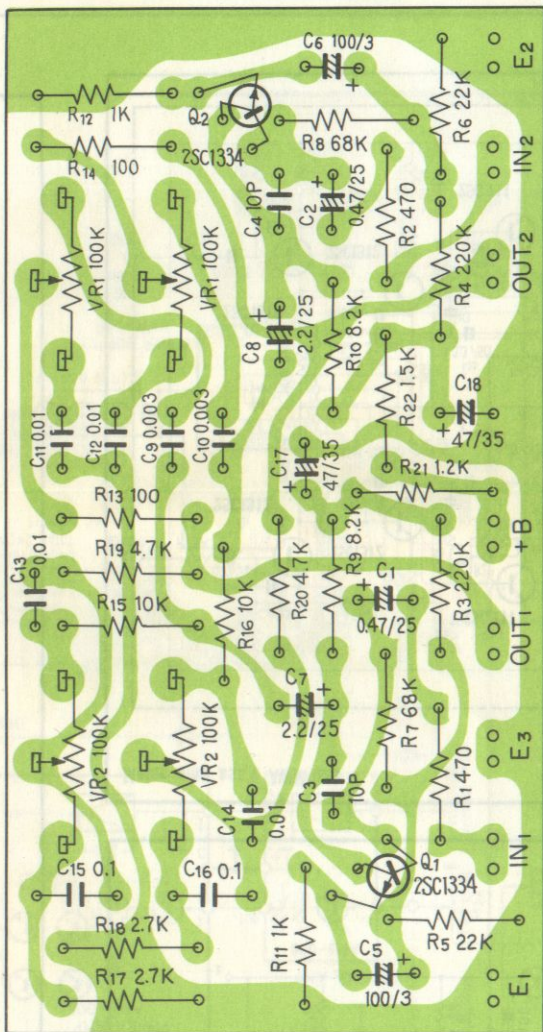 C6 100/3
E2
R12 1K
Q2
2SC1334
R8 68K
R6 22K
R14 100
IN2
C4 10P
C2 0.47/25
R2 470
R4 220K
OUT2
VR1 100K
VR1 100K
C8 2.2/25
R10 8.2K
R22 1.5K
C18
47/35
C11 0.01
C12 0.01
C9 0.003
C10 0.003
C17
47/35
R21 1.2K
+B
R13 100
R19 4.7K
C13 0.01
R15 10K
R16 10K
R20 4.7K
R9 8.2K
C1
0.47/25
R3 220K
OUT1
C7
2.2/25
R7 68K
VR2 100K
VR2 100K
E3
C3
10P
R1 470
C14
0.01
IN1
Q1
2SC1334
C15 0.1
C16 0.1
R18 2.7K
R11 1K
R5 22K
C5
100/3
R17 2.7K
E1